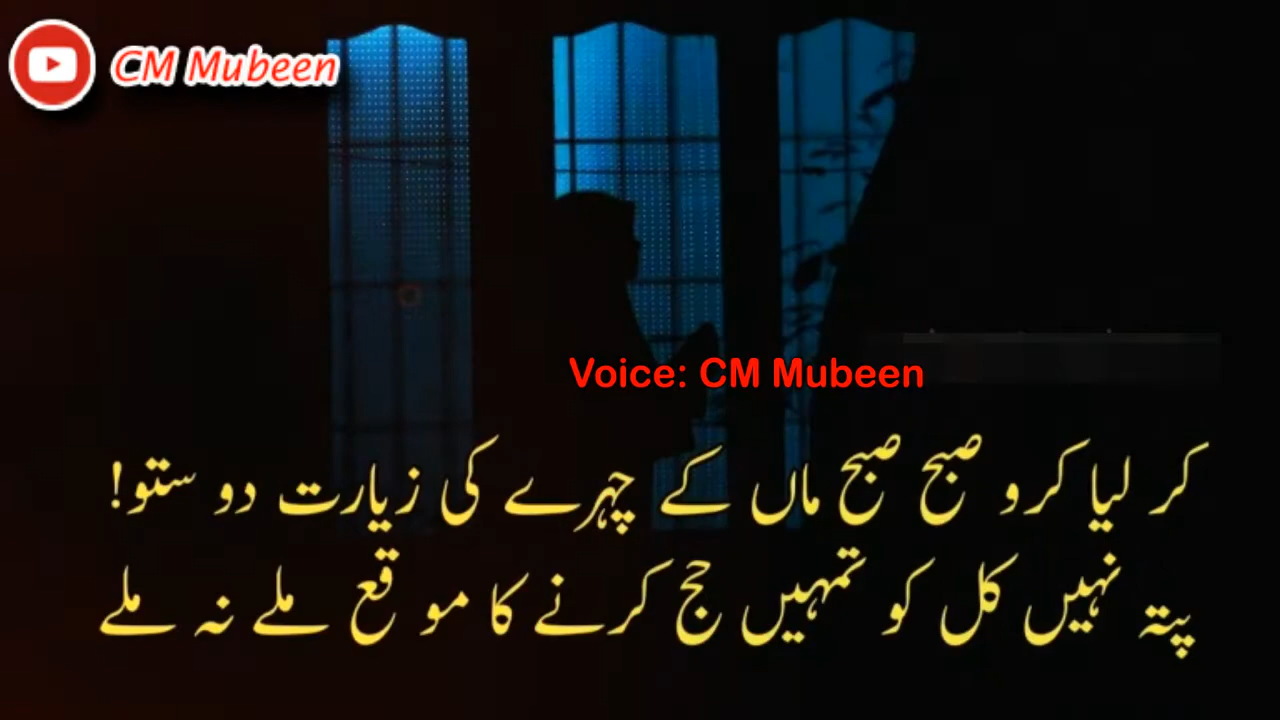 CM Mubeen
Voice: CM Mubeen
کر لیا کرو صبح صبح ماں کے چہرے کی زیارت دوستو!
پتہ نہیں کل کو تمہیں حج کرنے کا موقع ملے نہ ملے